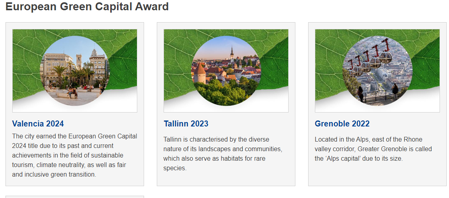 European Green Capital Award
Valencia 2024
The city earned the European Green Capital
2024 title due to its past and current
achievements in the field of sustainable
tourism, climate neutrality, as well as fair
and inclusive green transition.
Tallinn 2023
Tallinn is characterised by the diverse
nature of its landscapes and communities,
which also serve as habitats for rare
species.
Grenoble 2022
Located in the Alps, east of the Rhone
valley corridor, Greater Grenoble is called
the 'Alps capital' due to its size.